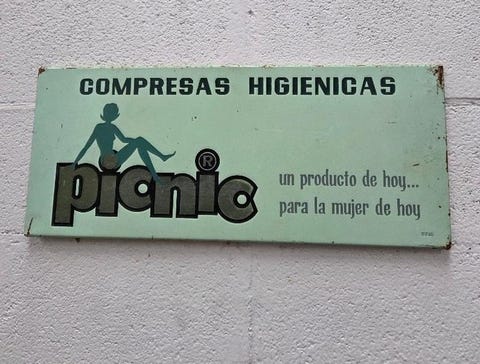 COMPRESAS HIGIENICAS
picnic ®
un producto de hoy...
para la mujer de hoy